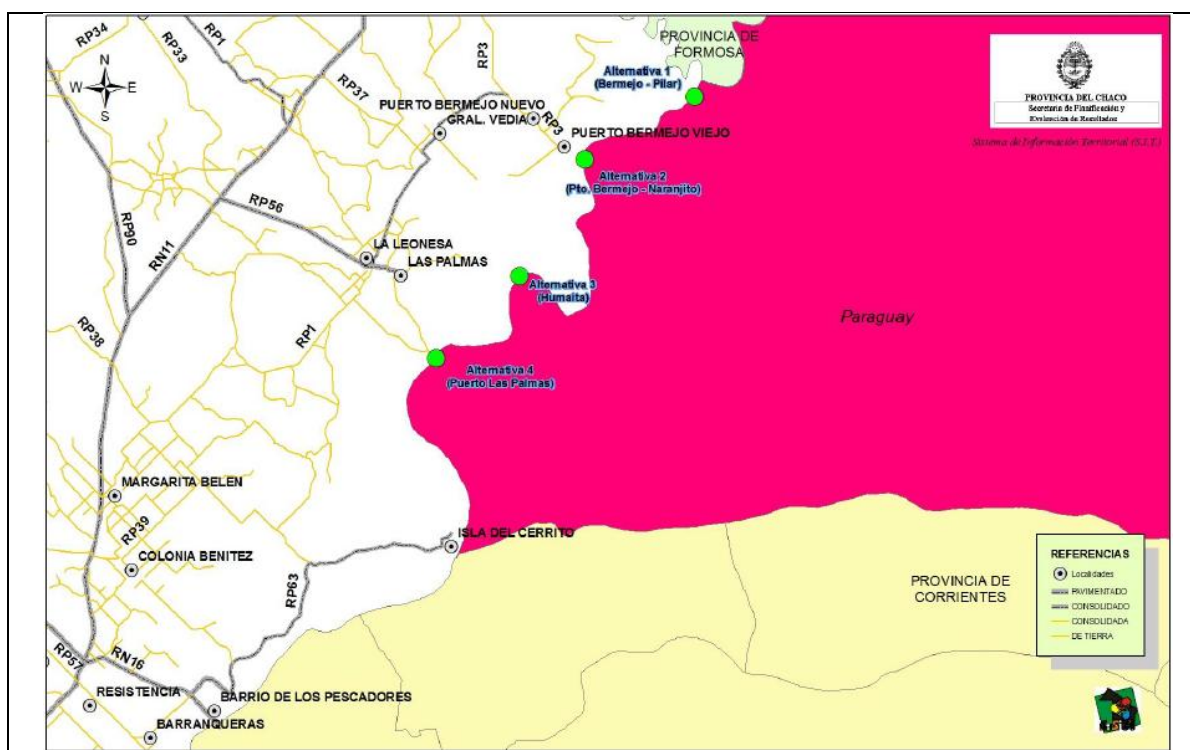 RP34
RP1
RP33
N
W
E
S
RP37
RP3
PROVINCIA DE
FORMOSA
Alternativa 1
(Bermejo - Pilar)
PROVINCIA DEL CHACO
Secretaría de Planificación y
Evaluación de Resultados
Sistema de Información Territorial (S.I.T.)
PUERTO BERMEJO NUEVO
GRAL. VEDIA
RP3
PUERTO BERMEJO VIEJO
Alternativa 2
(Pto. Bermejo - Naranjito)
RP56
RP90
RN11
LA LEONESA
LAS PALMAS
Alternativa 3
(Humaita)
Paraguay
RP38
RP1
Alternativa 4
(Puerto Las Palmas)
MARGARITA BELEN
RP39
COLONIA BENITEZ
ISLA DEL CERRITO
RP63
PROVINCIA DE
CORRIENTES
REFERENCIAS
Localidades
PAVIMENTADO
CONSOLIDADO
CONSOLIDADA
DE TIERRA
RP57
RN16
RESISTENCIA
BARRIO DE LOS PESCADORES
BARRANQUERAS